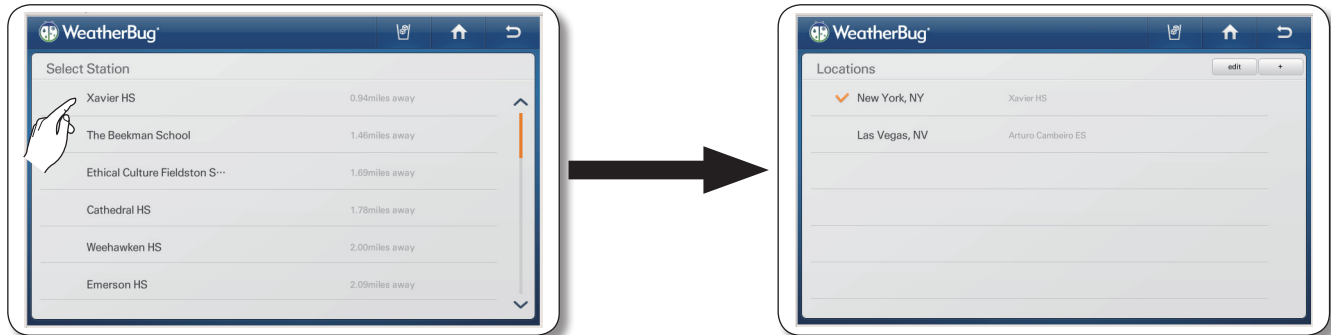 WeatherBug
Select Station
Xavier HS 0.94miles away
The Beekman School 1.46miles away
Ethical Culture Fieldston S··· 1.69miles away
Cathedral HS 1.78miles away
Weehawken HS 2.00miles away
Emerson HS 2.09miles away
WeatherBug
Locations edit +
New York, NY Xavier HS
Las Vegas, NV Arturo Cambeiro ES